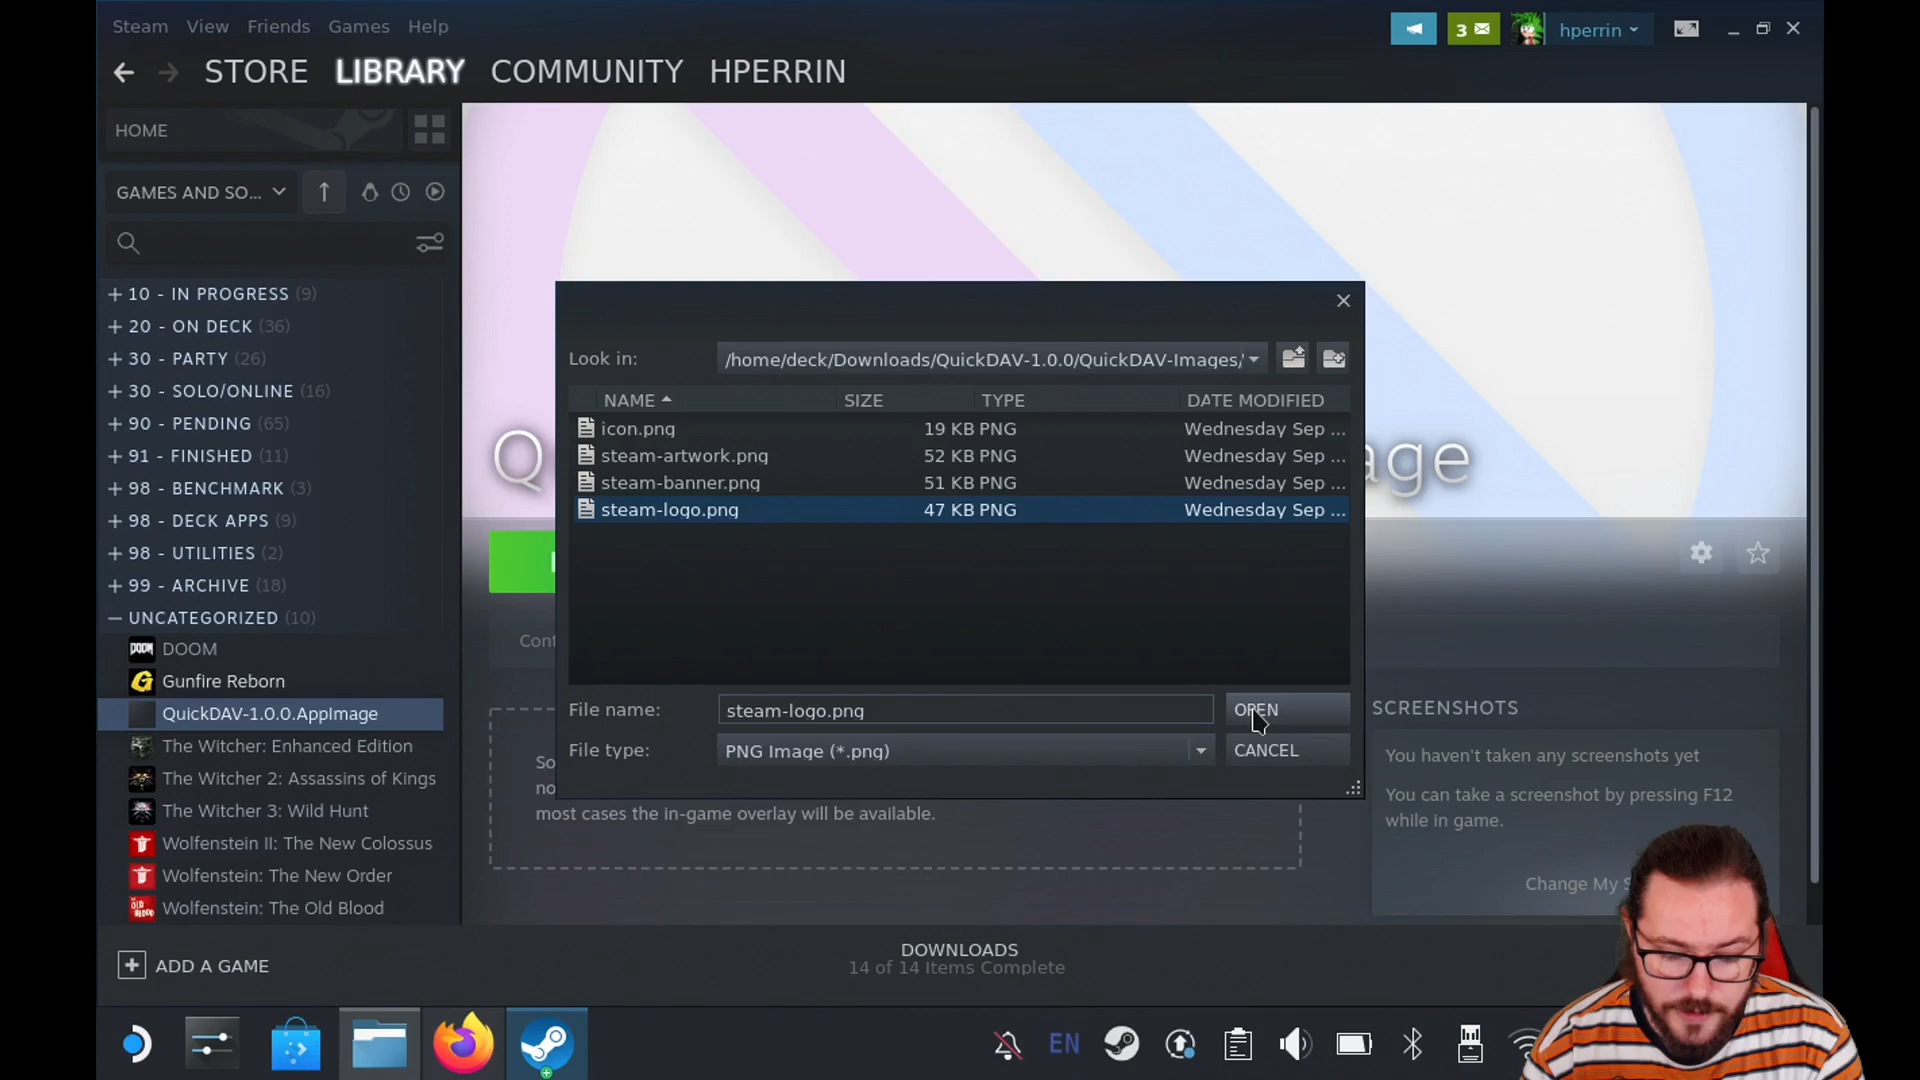 Steam View Friends Games Help
3
hperrin
STORE LIBRARY COMMUNITY HPERRIN
HOME
GAMES AND SO...
10 - IN PROGRESS (9)
20 - ON DECK (36)
30 - PARTY (26)
30 - SOLO/ONLINE (16)
90 - PENDING (65)
91 - FINISHED (11)
98 - BENCHMARK (3)
98 - DECK APPS (9)
98 - UTILITIES (2)
99 - ARCHIVE (18)
UNCATEGORIZED (10)
DOOM
Gunfire Reborn
QuickDAV-1.0.0.AppImage
The Witcher: Enhanced Edition
The Witcher 2: Assassins of Kings
The Witcher 3: Wild Hunt
Wolfenstein II: The New Colossus
Wolfenstein: The New Order
Wolfenstein: The Old Blood
ADD A GAME
Q
age
Look in: /home/deck/Downloads/QuickDAV-1.0.0/QuickDAV-Images/
NAME SIZE TYPE DATE MODIFIED
icon.png 19 KB PNG Wednesday Sep ...
steam-artwork.png 52 KB PNG Wednesday Sep ...
steam-banner.png 51 KB PNG Wednesday Sep ...
steam-logo.png 47 KB PNG Wednesday Sep ...
File name: steam-logo.png OPEN
File type: PNG Image (*.png) CANCEL
Cont
So
no
most cases the in-game overlay will be available.
SCREENSHOTS
You haven't taken any screenshots yet
You can take a screenshot by pressing F12
while in game.
Change My S
DOWNLOADS
14 of 14 Items Complete
EN